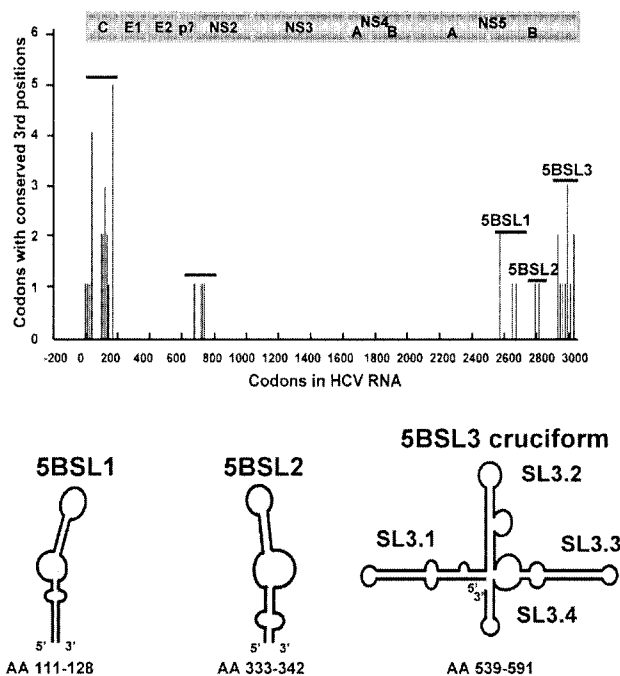 C E1 E2 p7 NS2 NS3 NS4 NS5
A B A B
Codons with conserved 3rd positions
6
5
4
3
2
1
0
5BSL3
5BSL1
5BSL2
-200 0 200 400 600 800 1000 1200 1400 1600 1800 2000 2200 2400 2600 2800 3000
Codons in HCV RNA
5BSL1
5BSL2
5BSL3 cruciform
SL3.2
SL3.1
SL3.3
SL3.4
5' 3'
5' 3'
5'
3'
AA 111-128
AA 333-342
AA 539-591